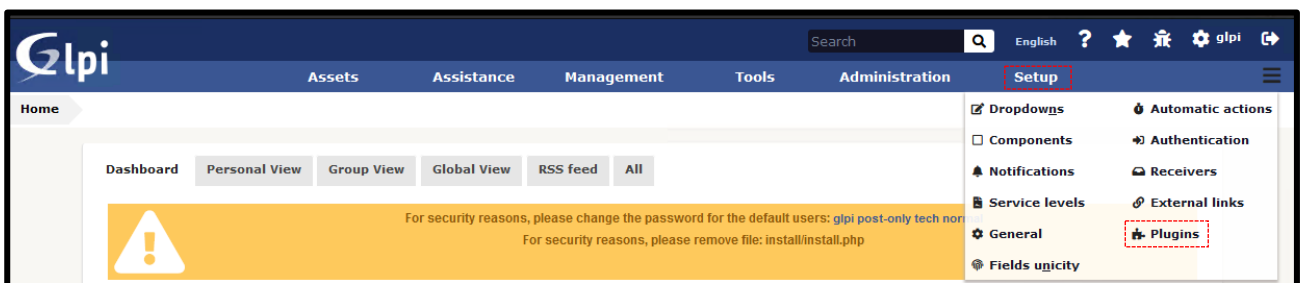 Glpi
Search English ? glpi
Assets Assistance Management Tools Administration Setup
Home
Dropdowns Automatic actions
Components Authentication
Notifications Receivers
Service levels External links
General Plugins
Fields unicity
Dashboard Personal View Group View Global View RSS feed All
For security reasons, please change the password for the default users: glpi post-only tech normal
For security reasons, please remove file: install/install.php